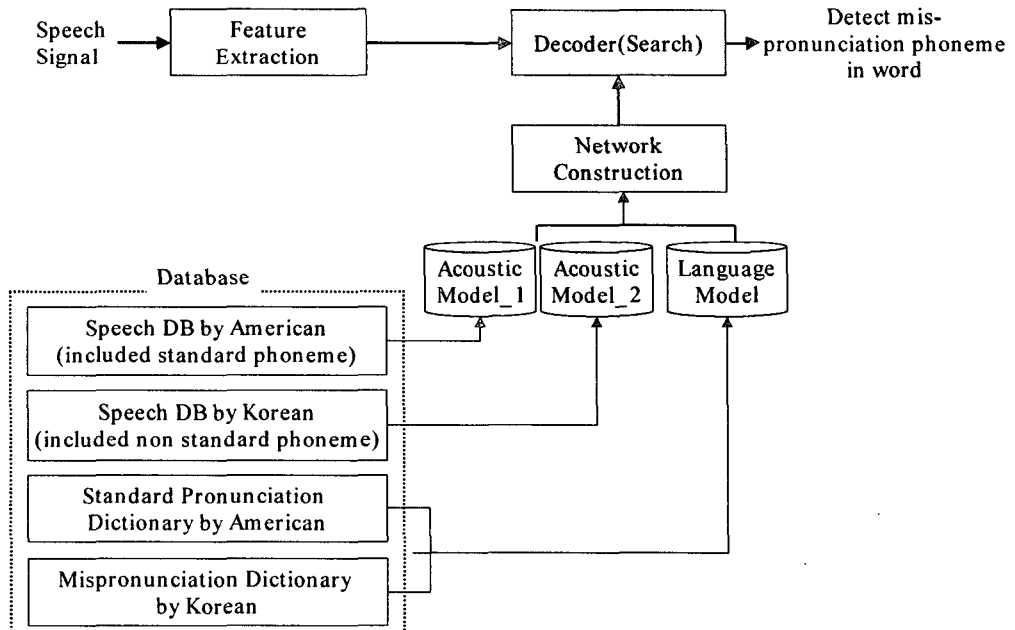 Speech
Signal
Feature
Extraction
Decoder(Search)
Detect mis-
pronunciation phoneme
in word
Network
Construction
Acoustic
Model_1
Acoustic
Model_2
Language
Model
Database
Speech DB by American
(included standard phoneme)
Speech DB by Korean
(included non standard phoneme)
Standard Pronunciation
Dictionary by American
Mispronunciation Dictionary
by Korean